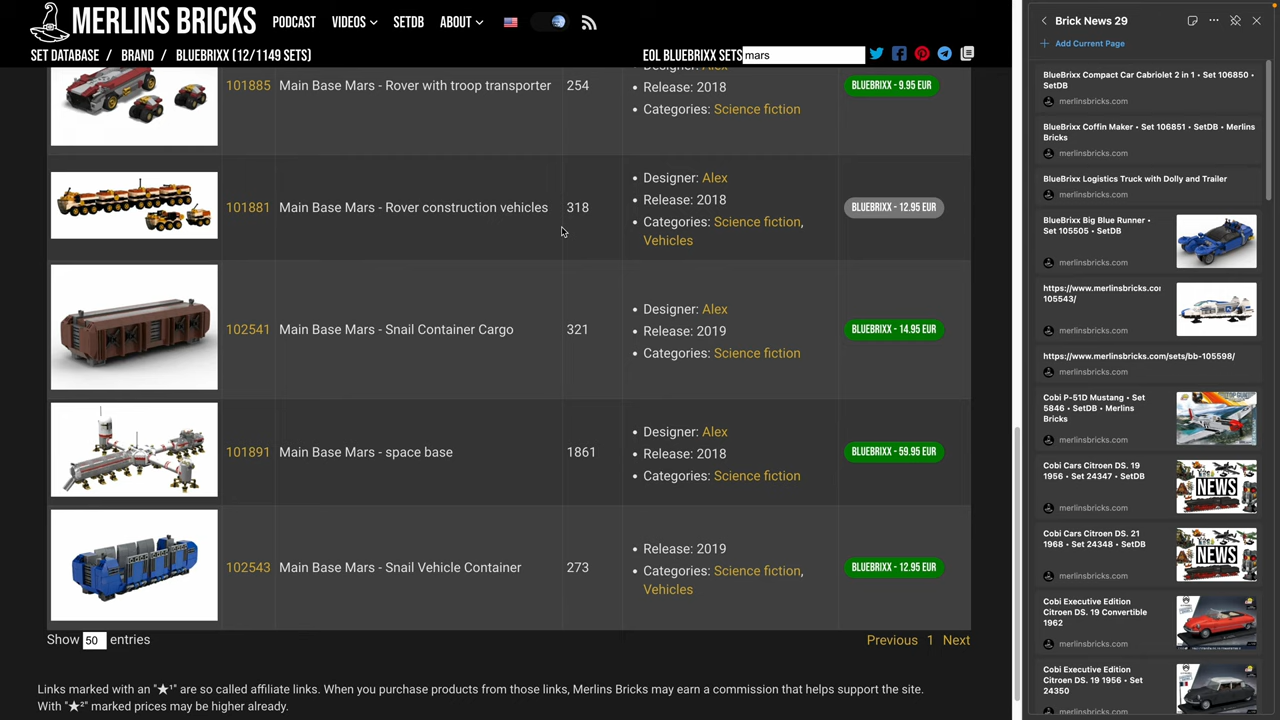 MERLINS BRICKS
PODCAST
VIDEOS
SETDB
ABOUT
SET DATABASE / BRAND / BLUEBRIXX (12/1149 SETS)
EOL BLUEBRIXX SETS
mars
101885
Main Base Mars - Rover with troop transporter
254
Designer: Alex
Release: 2018
Categories: Science fiction
BLUEBRIXX - 9.95 EUR
101881
Main Base Mars - Rover construction vehicles
318
Designer: Alex
Release: 2018
Categories: Science fiction,
Vehicles
BLUEBRIXX - 12.95 EUR
102541
Main Base Mars - Snail Container Cargo
321
Designer: Alex
Release: 2019
Categories: Science fiction
BLUEBRIXX - 14.95 EUR
101891
Main Base Mars - space base
1861
Designer: Alex
Release: 2018
Categories: Science fiction
BLUEBRIXX - 59.95 EUR
102543
Main Base Mars - Snail Vehicle Container
273
Release: 2019
Categories: Science fiction,
Vehicles
BLUEBRIXX - 12.95 EUR
Show 50 entries
Previous 1 Next
Links marked with an "★¹" are so called affiliate links. When you purchase products from those links, Merlins Bricks may earn a commission that helps support the site.
With "★²" marked prices may be higher already.
Brick News 29
Add Current Page
BlueBrixx Compact Car Cabriolet 2 in 1 • Set 106850 •
SetDB
merlinsbricks.com
BlueBrixx Coffin Maker • Set 106851 • SetDB • Merlins
Bricks
merlinsbricks.com
BlueBrixx Logistics Truck with Dolly and Trailer
merlinsbricks.com
BlueBrixx Big Blue Runner •
Set 105505 • SetDB
merlinsbricks.com
https://www.merlinsbricks.co
105543/
merlinsbricks.com
https://www.merlinsbricks.com/sets/bb-105598/
merlinsbricks.com
Cobi P-51D Mustang • Set
5846 • SetDB • Merlins
Bricks
merlinsbricks.com
Cobi Cars Citroen DS. 19
1956 • Set 24347 • SetDB
NEWS
merlinsbricks.com
Cobi Cars Citroen DS. 21
1968 • Set 24348 • SetDB
NEWS
merlinsbricks.com
Cobi Executive Edition
Citroen DS. 19 Convertible
1962
merlinsbricks.com
Cobi Executive Edition
Citroen DS. 19 1956 • Set
24350
merlinsbricks.com